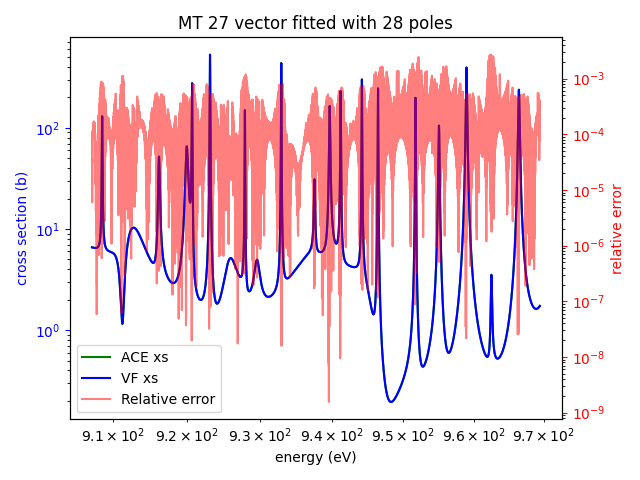 MT 27 vector fitted with 28 poles
cross section (b)
10² 10¹ 10⁰
10⁻³ 10⁻⁴ 10⁻⁵ 10⁻⁶ 10⁻⁷ 10⁻⁸ 10⁻⁹
relative error
ACE xs
VF xs
Relative error
9.1 × 10² 9.2 × 10² 9.3 × 10² 9.4 × 10² 9.5 × 10² 9.6 × 10² 9.7 × 10²
energy (eV)